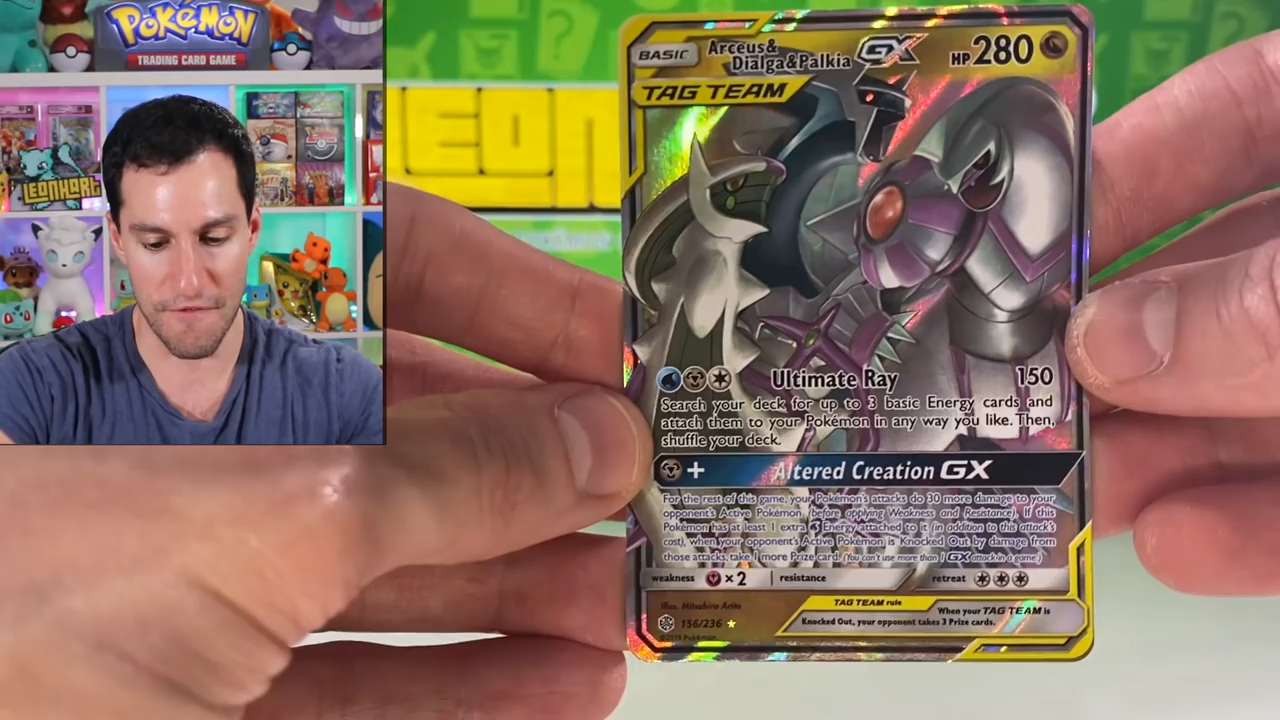 Pokémon
TRADING CARD GAME
LEONHART
LEON
BASIC
Arceus&
Dialga&Palkia
GX
HP280
TAG TEAM
Ultimate Ray 150
Search your deck for up to 3 basic Energy cards and
attach them to your Pokémon in any way you like. Then,
shuffle your deck.
+ Altered Creation GX
For the rest of this game, your Pokémon's attacks do 30 more damage to your
opponent's Active Pokémon (before applying Weakness and Resistance). If this
Pokémon has at least 1 extra Energy attached to it (in addition to this attack's
cost), when your opponent's Active Pokémon is Knocked Out by damage from
those attacks, take 1 more Prize card. (You can't use more than 1 GX attack in a game.)
weakness ×2 resistance retreat
Illus. Mitsuhiro Arita
156/236
©2019 Pokémon
TAG TEAM rule
When your TAG TEAM is
Knocked Out, your opponent takes 3 Prize cards.